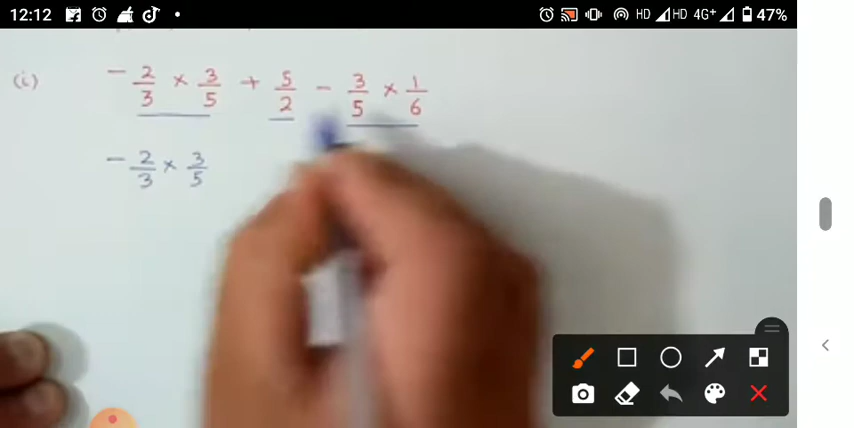 12:12 HD HD 4G+ 47%
(i) - 2/3 × 3/5 + 5/2 - 3/5 × 1/6
- 2/3 × 3/5